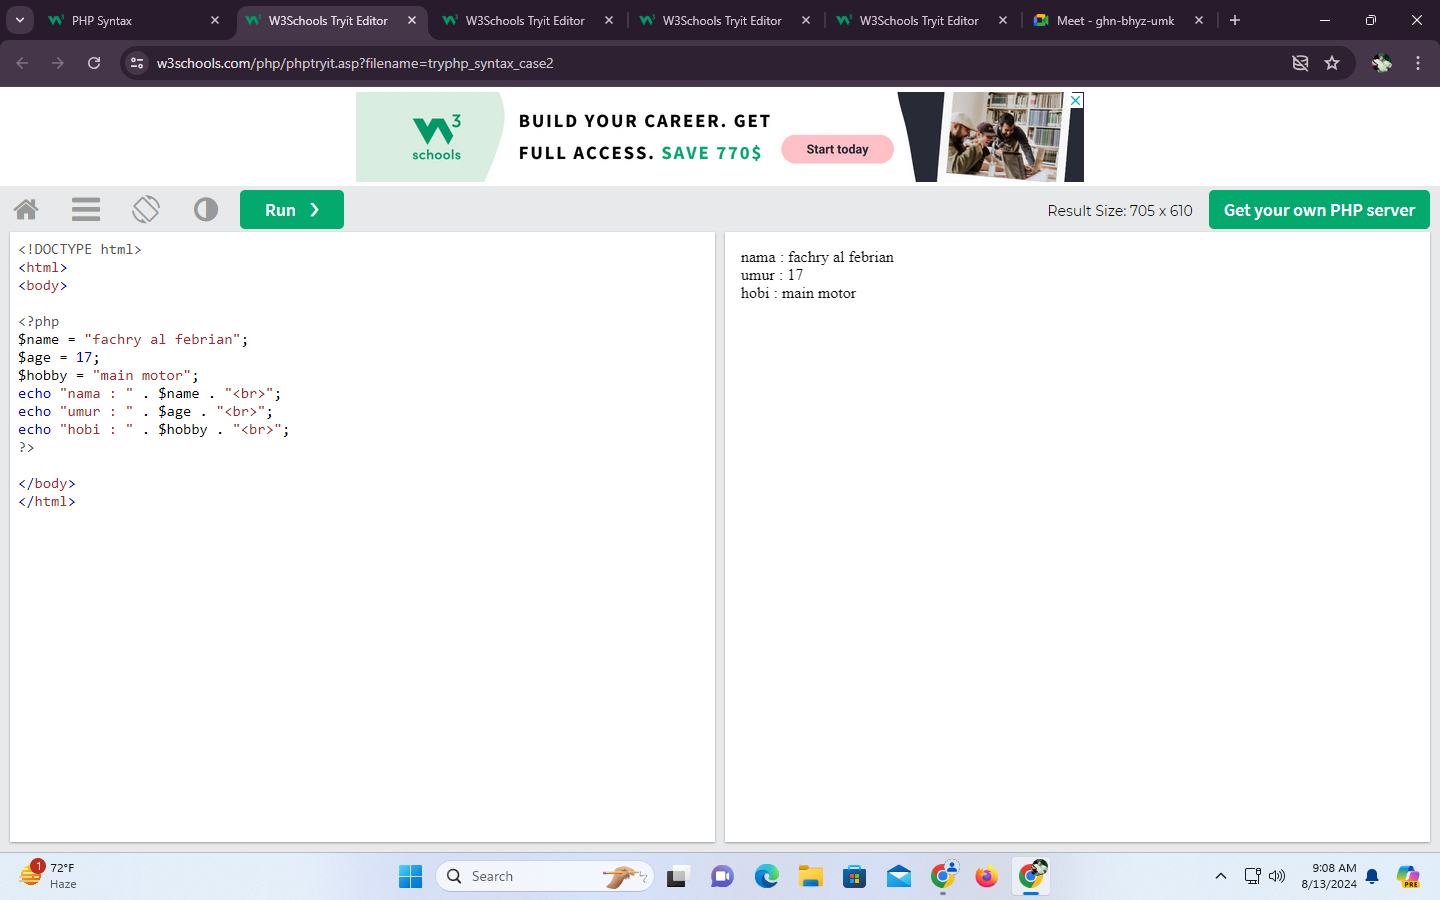 PHP Syntax
W3Schools Tryit Editor
W3Schools Tryit Editor
W3Schools Tryit Editor
W3Schools Tryit Editor
Meet - ghn-bhyz-umk
w3schools.com/php/phptryit.asp?filename=tryphp_syntax_case2
3
schools
BUILD YOUR CAREER. GET
FULL ACCESS. SAVE 770$
Start today
Run ❯
Result Size: 705 x 610
Get your own PHP server
<!DOCTYPE html>
<html>
<body>
<?php
$name = "fachry al febrian";
$age = 17;
$hobby = "main motor";
echo "nama : " . $name . "<br>";
echo "umur : " . $age . "<br>";
echo "hobi : " . $hobby . "<br>";
?>
</body>
</html>
nama : fachry al febrian
umur : 17
hobi : main motor
1
72°F
Haze
Search
9:08 AM
8/13/2024
PRE